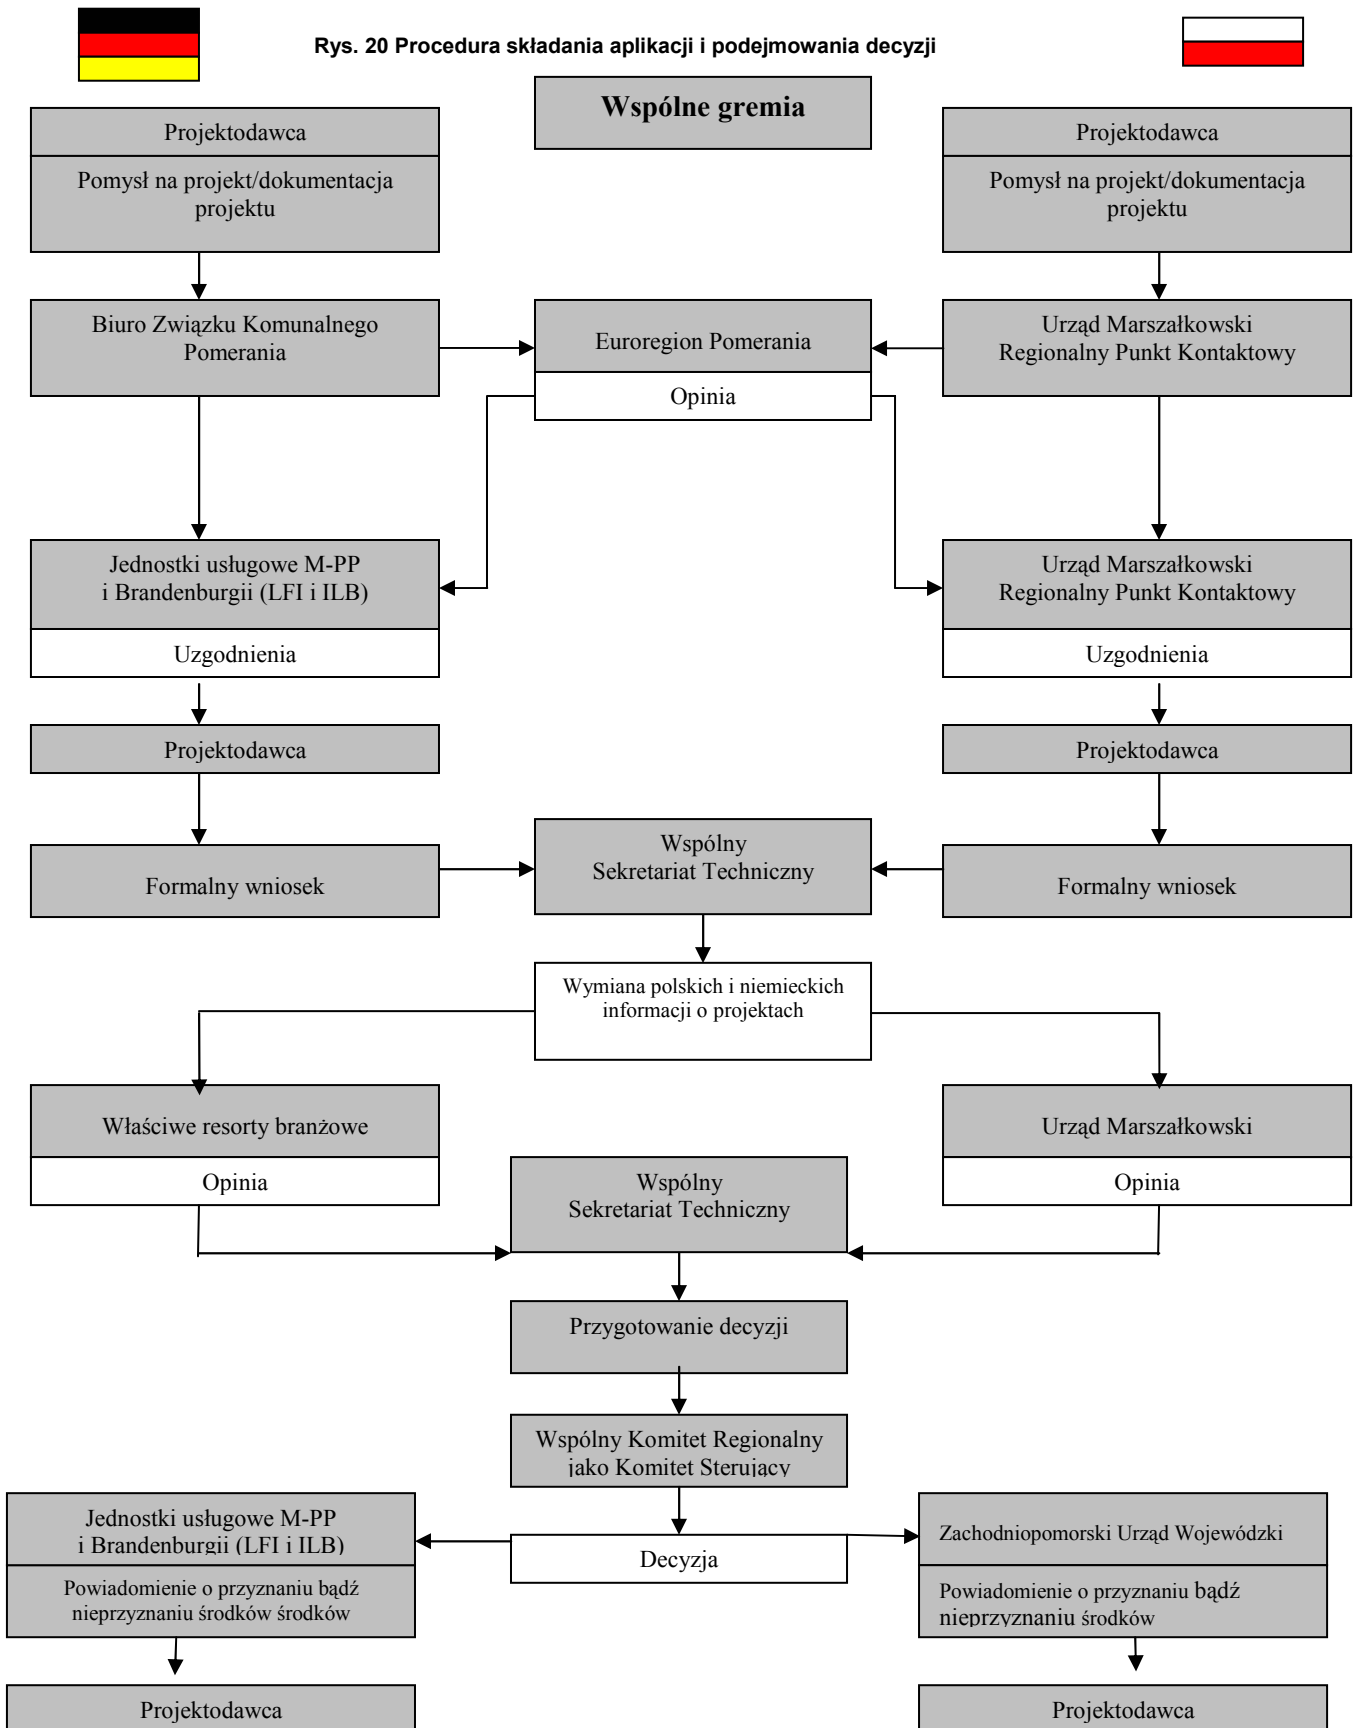 Rys. 20 Procedura składania aplikacji i podejmowania decyzji
Wspólne gremia
Projektodawca
Pomysł na projekt/dokumentacja
projektu
Projektodawca
Pomysł na projekt/dokumentacja
projektu
Biuro Związku Komunalnego
Pomerania
Euroregion Pomerania
Opinia
Urząd Marszałkowski
Regionalny Punkt Kontaktowy
Jednostki usługowe M-PP
i Brandenburgii (LFI i ILB)
Uzgodnienia
Urząd Marszałkowski
Regionalny Punkt Kontaktowy
Uzgodnienia
Projektodawca
Projektodawca
Formalny wniosek
Wspólny
Sekretariat Techniczny
Formalny wniosek
Wymiana polskich i niemieckich
informacji o projektach
Właściwe resorty branżowe
Opinia
Urząd Marszałkowski
Opinia
Wspólny
Sekretariat Techniczny
Przygotowanie decyzji
Wspólny Komitet Regionalny
jako Komitet Sterujący
Decyzja
Jednostki usługowe M-PP
i Brandenburgii (LFI i ILB)
Powiadomienie o przyznaniu bądź
nieprzyznaniu środków środków
Zachodniopomorski Urząd Wojewódzki
Powiadomienie o przyznaniu bądź
nieprzyznaniu środków
Projektodawca
Projektodawca